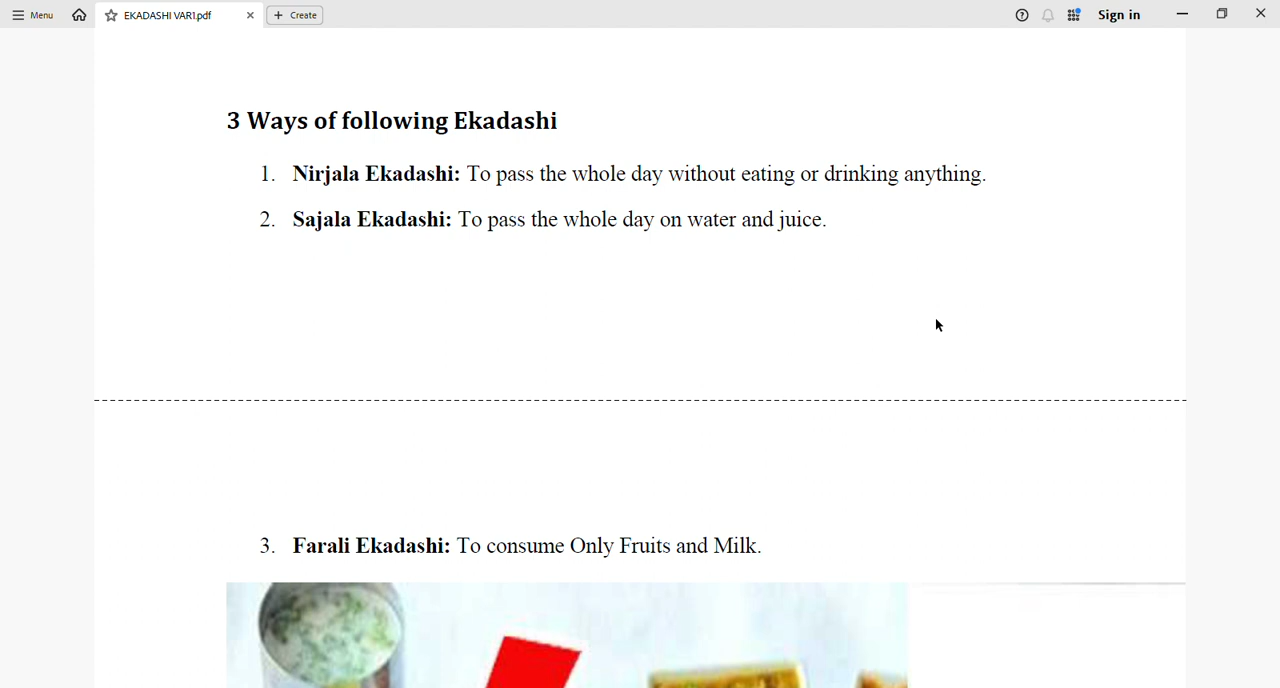 Menu
EKADASHI VAR1.pdf
Create
Sign in
3 Ways of following Ekadashi
1. Nirjala Ekadashi: To pass the whole day without eating or drinking anything.
2. Sajala Ekadashi: To pass the whole day on water and juice.
3. Farali Ekadashi: To consume Only Fruits and Milk.